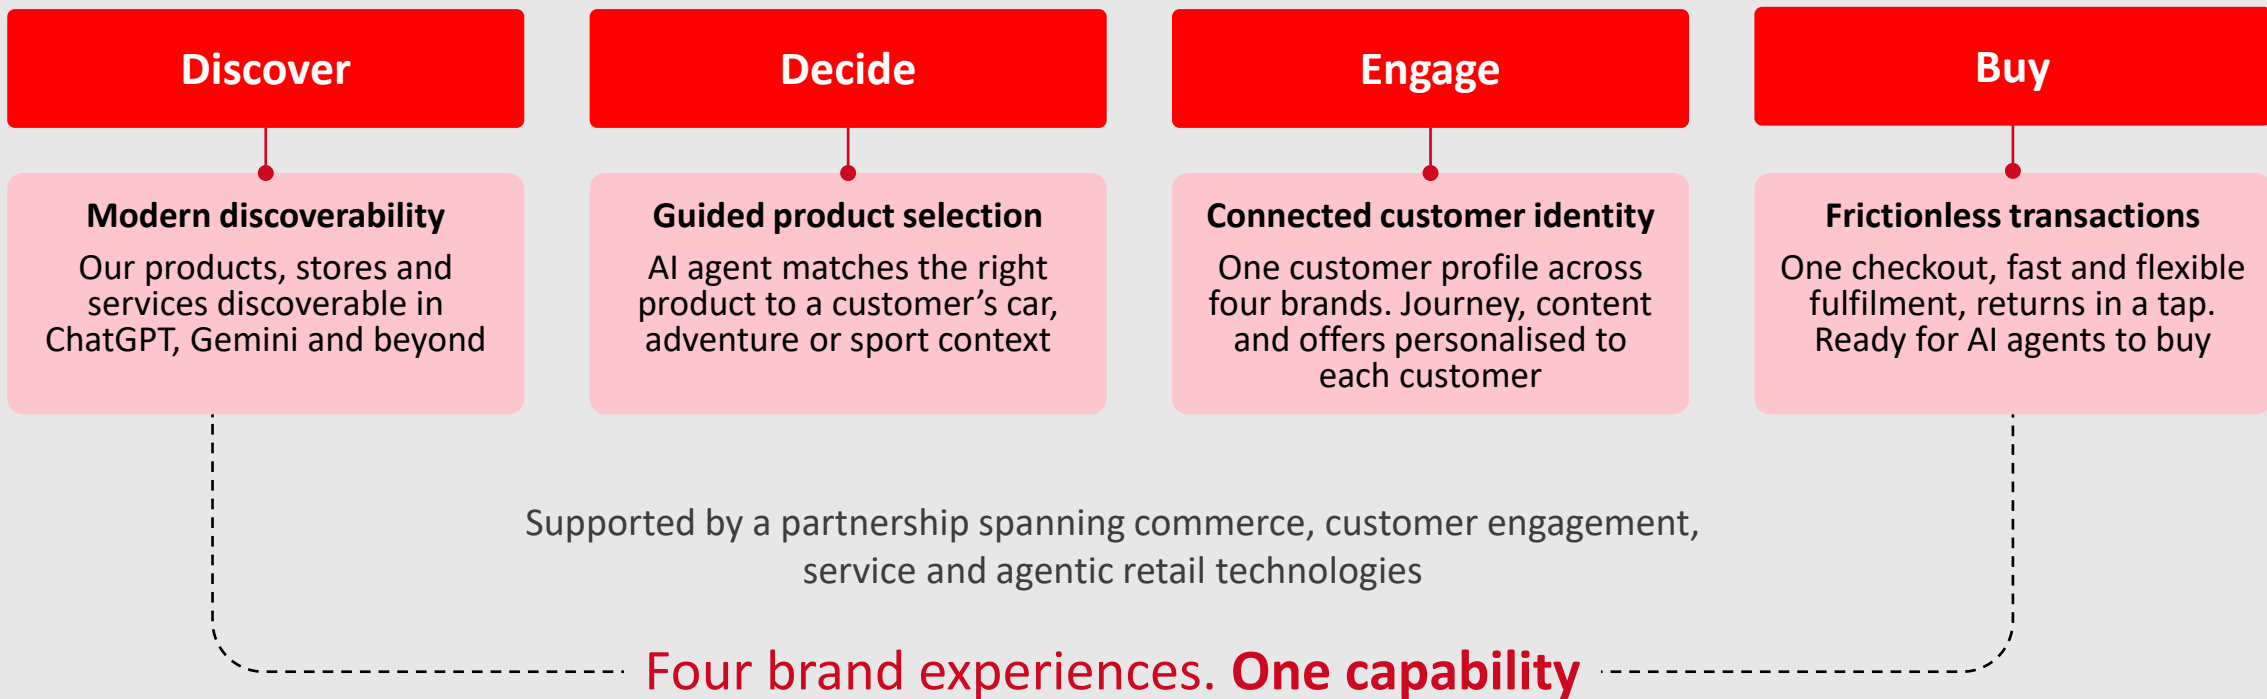 Discover
Modern discoverability
Our products, stores and
services discoverable in
ChatGPT, Gemini and beyond
Decide
Guided product selection
AI agent matches the right
product to a customer’s car,
adventure or sport context
Engage
Connected customer identity
One customer profile across
four brands. Journey, content
and offers personalised to
each customer
Buy
Frictionless transactions
One checkout, fast and flexible
fulfilment, returns in a tap.
Ready for AI agents to buy
Supported by a partnership spanning commerce, customer engagement,
service and agentic retail technologies
Four brand experiences. One capability